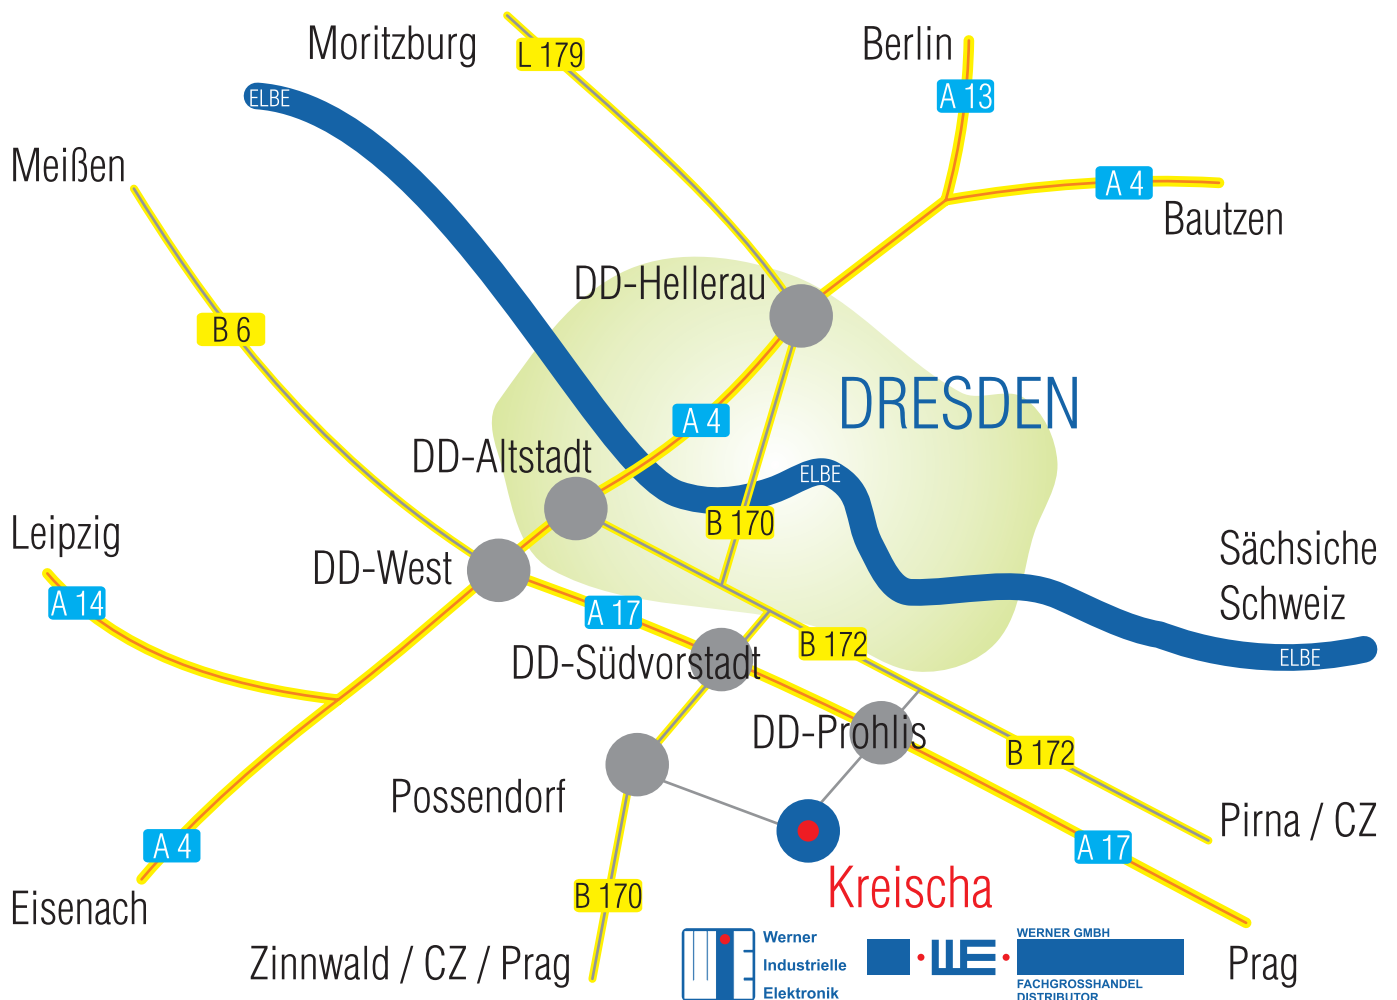 Moritzburg
L 179
Berlin
A 13
ELBE
Meißen
A 4
Bautzen
DD-Hellerau
B 6
DRESDEN
A 4
DD-Altstadt
ELBE
B 170
Leipzig
A 14
DD-West
Sächsiche
Schweiz
A 17
B 172
ELBE
DD-Südvorstadt
DD-Prohlis
B 172
Possendorf
Pirna / CZ
A 4
A 17
Kreischa
B 170
Eisenach
Zinnwald / CZ / Prag
Prag
Werner
Industrielle
Elektronik
WE
WERNER GMBH
FACHGROSSHANDEL
DISTRIBUTOR